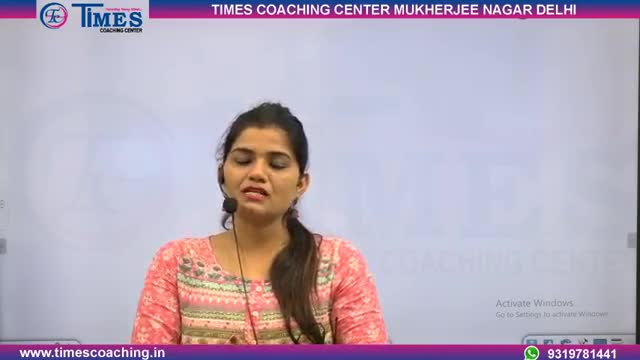 TIMES
COACHING CENTER
TIMES COACHING CENTER MUKHERJEE NAGAR DELHI
TIMES
COACHING CENTER
Activate Windows
Go to Settings to activate Windows
www.timescoaching.in
9319781441